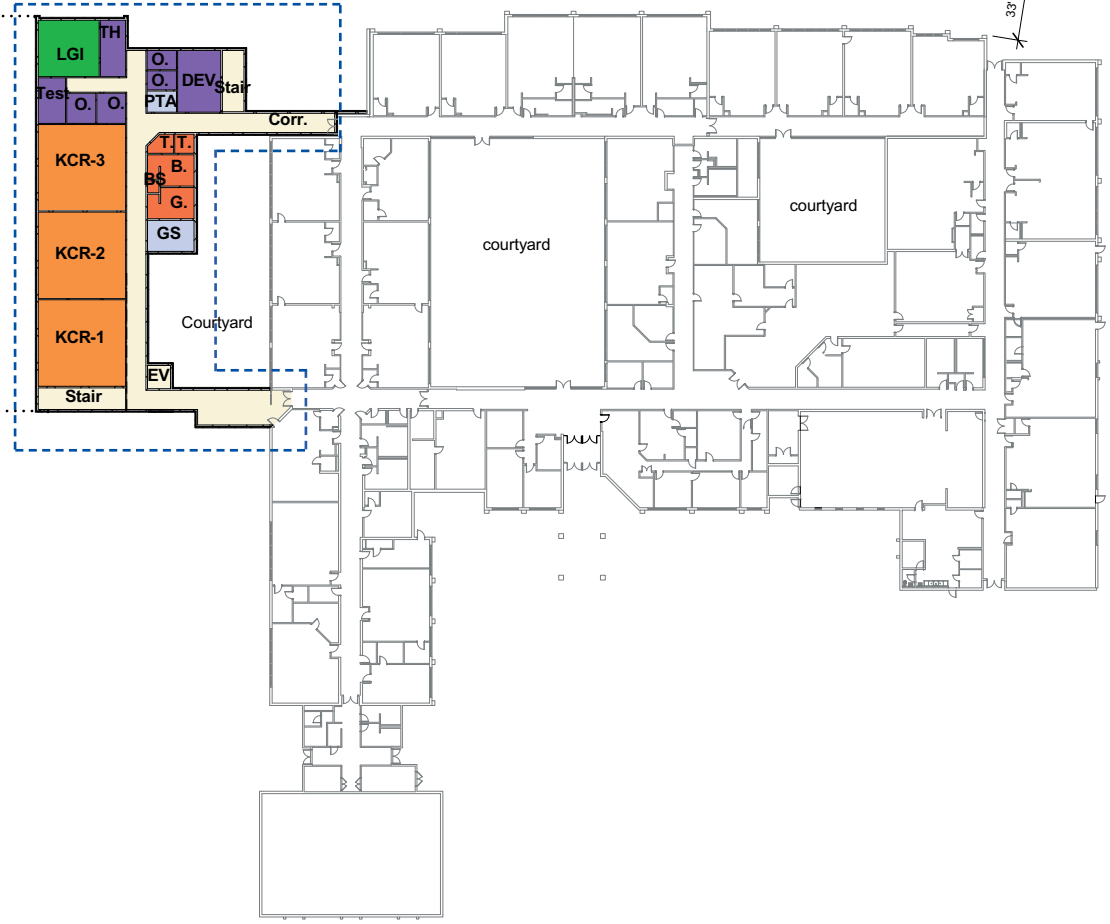 33'
TH
LGI
O.
DEV
O.
Stair
Test
O.
O.
PTA
Corr.
T.
T.
KCR-3
B.
BS
G.
GS
KCR-2
courtyard
courtyard
Courtyard
KCR-1
EV
Stair